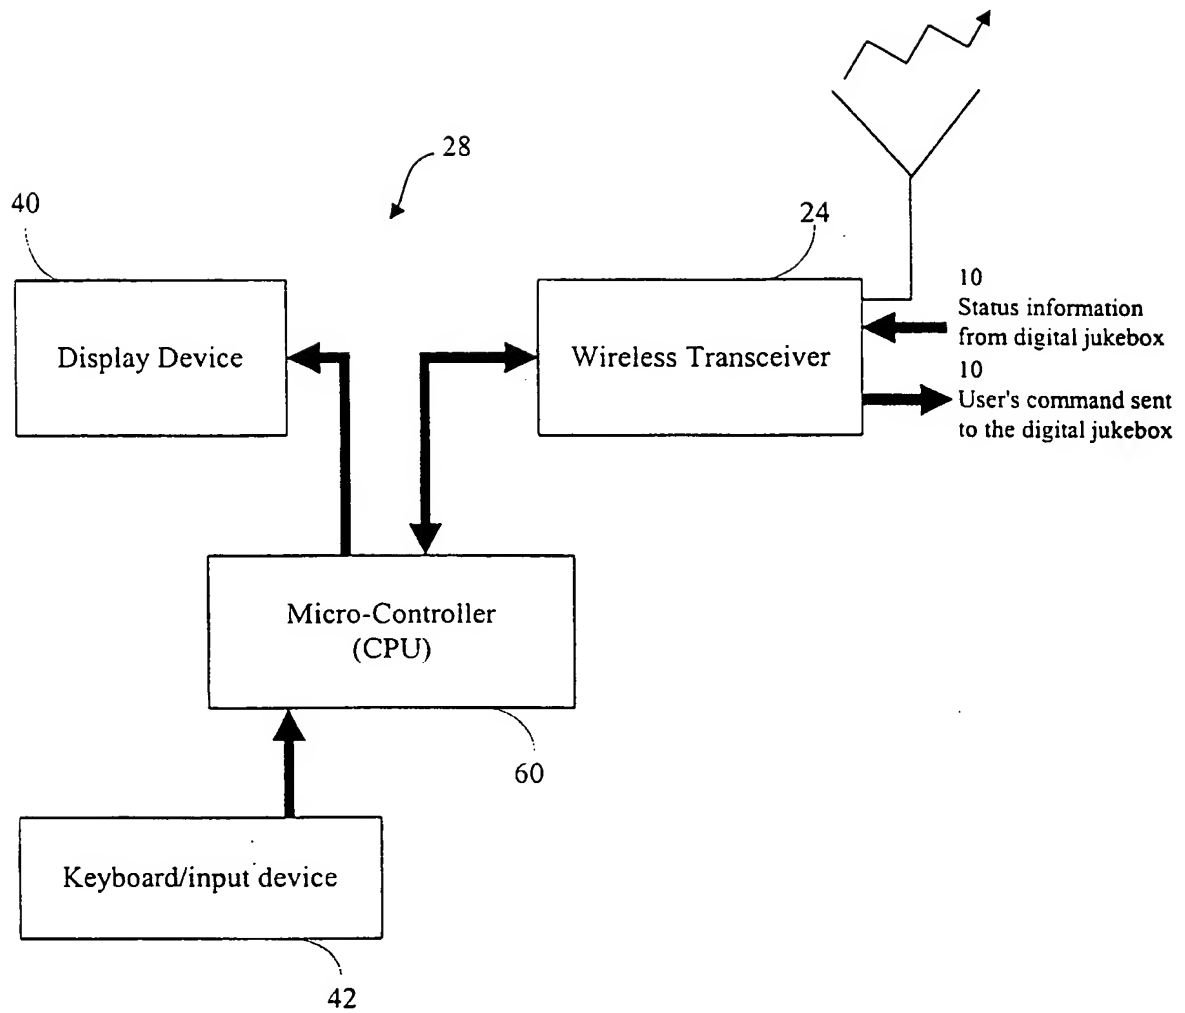 28
40
24
10
Status information
from digital jukebox
Display Device
Wireless Transceiver
10
User's command sent
to the digital jukebox
Micro-Controller
(CPU)
60
Keyboard/input device
42